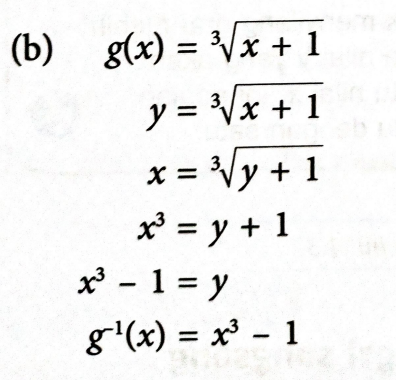 (b) g(x) = ∛x + 1
y = ∛x + 1
x = ∛y + 1
x³ = y + 1
x³ – 1 = y
g⁻¹(x) = x³ – 1